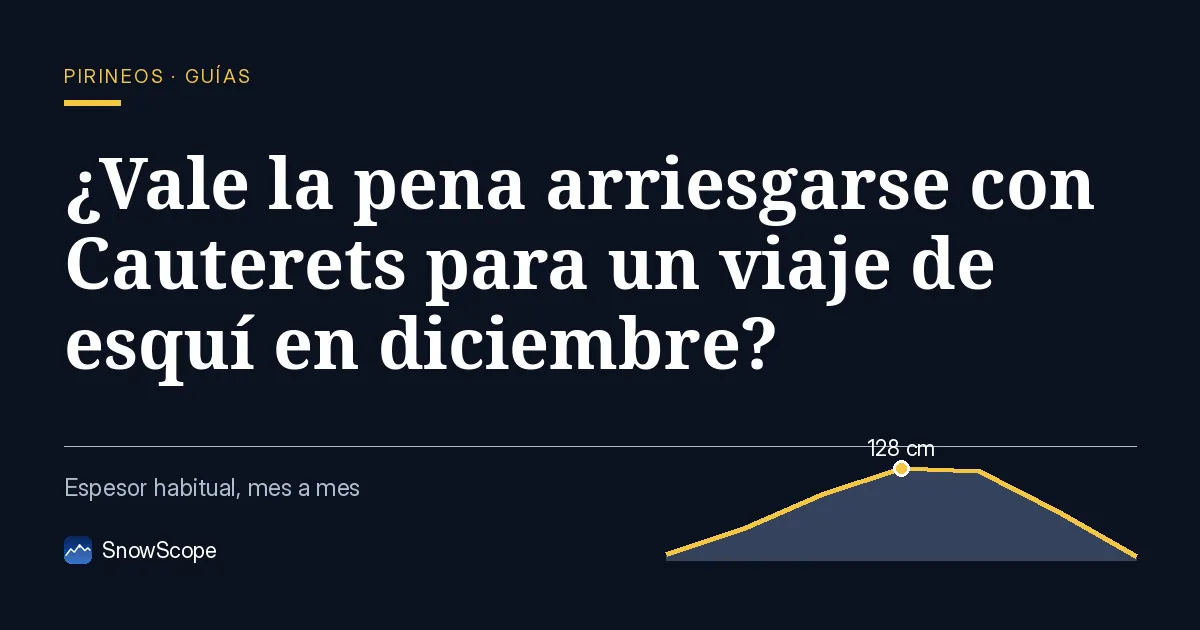 PIRINEOS · GUÍAS
¿Vale la pena arriesgarse con
Cauterets para un viaje de
esquí en diciembre?
128 cm
Espesor habitual, mes a mes
SnowScope